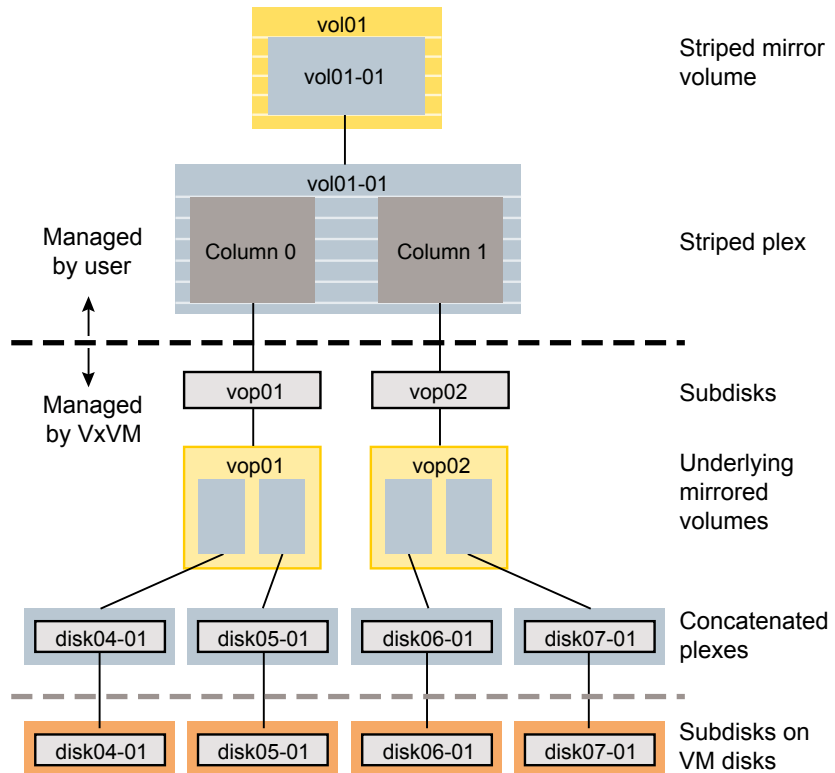 vol01
vol01-01
Striped mirror
volume
vol01-01
Column 0
Column 1
Striped plex
Managed
by user
Managed
by VxVM
vop01
vop02
Subdisks
vop01
vop02
Underlying
mirrored
volumes
disk04-01
disk05-01
disk06-01
disk07-01
Concatenated
plexes
disk04-01
disk05-01
disk06-01
disk07-01
Subdisks on
VM disks